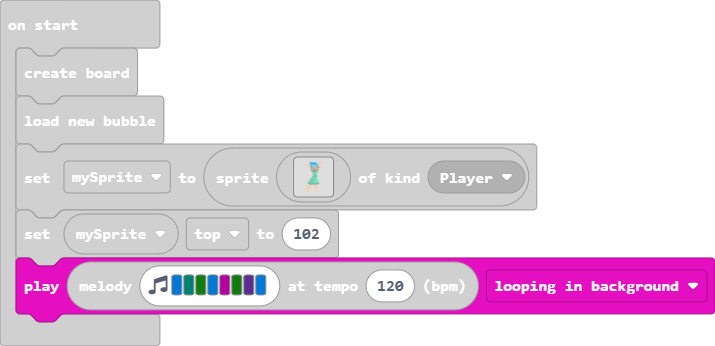 on start
create board
load new bubble
set mySprite to sprite of kind Player
set mySprite top to 102
play melody at tempo 120 (bpm) looping in background